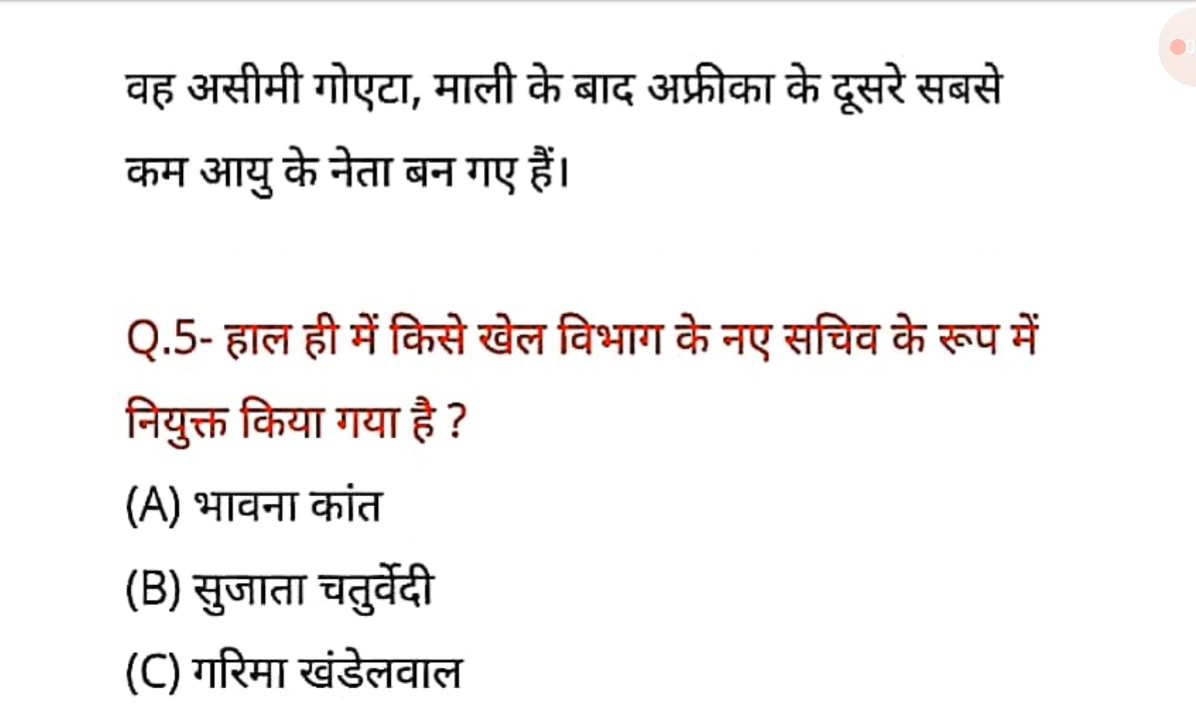 वह असीमी गोएटा, माली के बाद अफ्रीका के दूसरे सबसे
कम आयु के नेता बन गए हैं।
Q.5- हाल ही में किसे खेल विभाग के नए सचिव के रूप में
नियुक्त किया गया है ?
(A) भावना कांत
(B) सुजाता चतुर्वेदी
(C) गरिमा खंडेलवाल